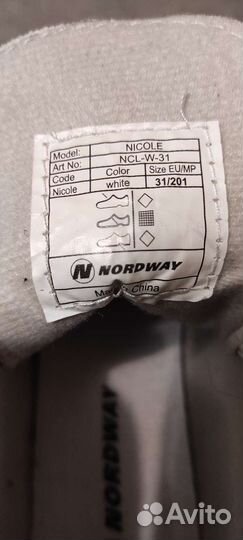 Model: NICOLE
Art No: NCL-W-31
Code Color Size EU/MP
Nicole white 31/201
N NORDWAY
Made in China
NORDWAY
Avito